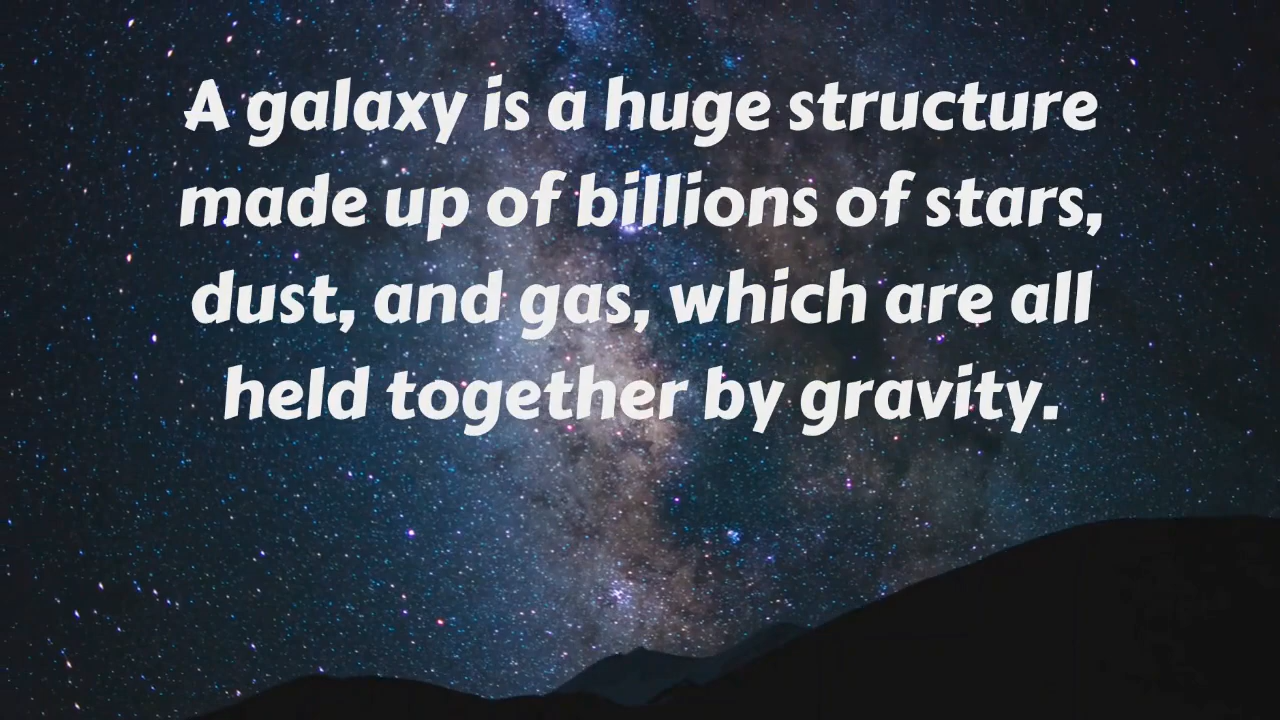 A galaxy is a huge structure
made up of billions of stars,
dust, and gas, which are all
held together by gravity.